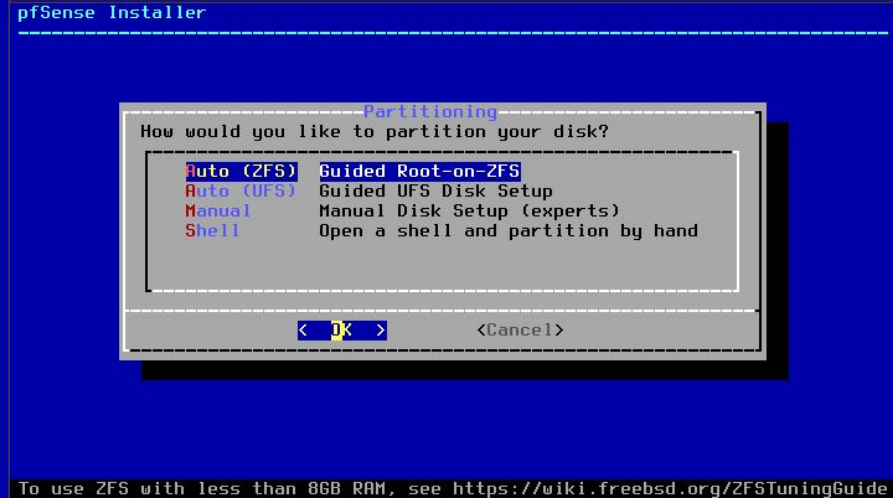 pfSense Installer
Partitioning
How would you like to partition your disk?
Auto (ZFS) Guided Root-on-ZFS
Auto (UFS) Guided UFS Disk Setup
Manual Manual Disk Setup (experts)
Shell Open a shell and partition by hand
< OK > <Cancel>
To use ZFS with less than 8GB RAM, see https://wiki.freebsd.org/ZFSTuningGuide